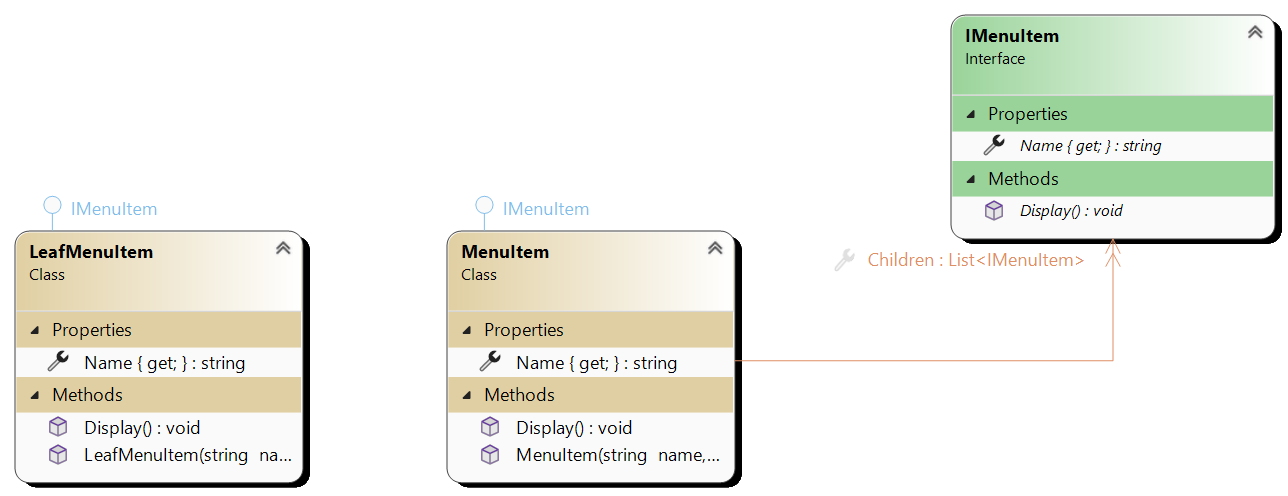 IMenuItem
LeafMenuItem
Class
Properties
Name { get; } : string
Methods
Display() : void
LeafMenuItem(string na...
IMenuItem
MenuItem
Class
Properties
Name { get; } : string
Methods
Display() : void
MenuItem(string name,...
IMenuItem
Interface
Properties
Name { get; } : string
Methods
Display() : void
Children : List<IMenuItem>